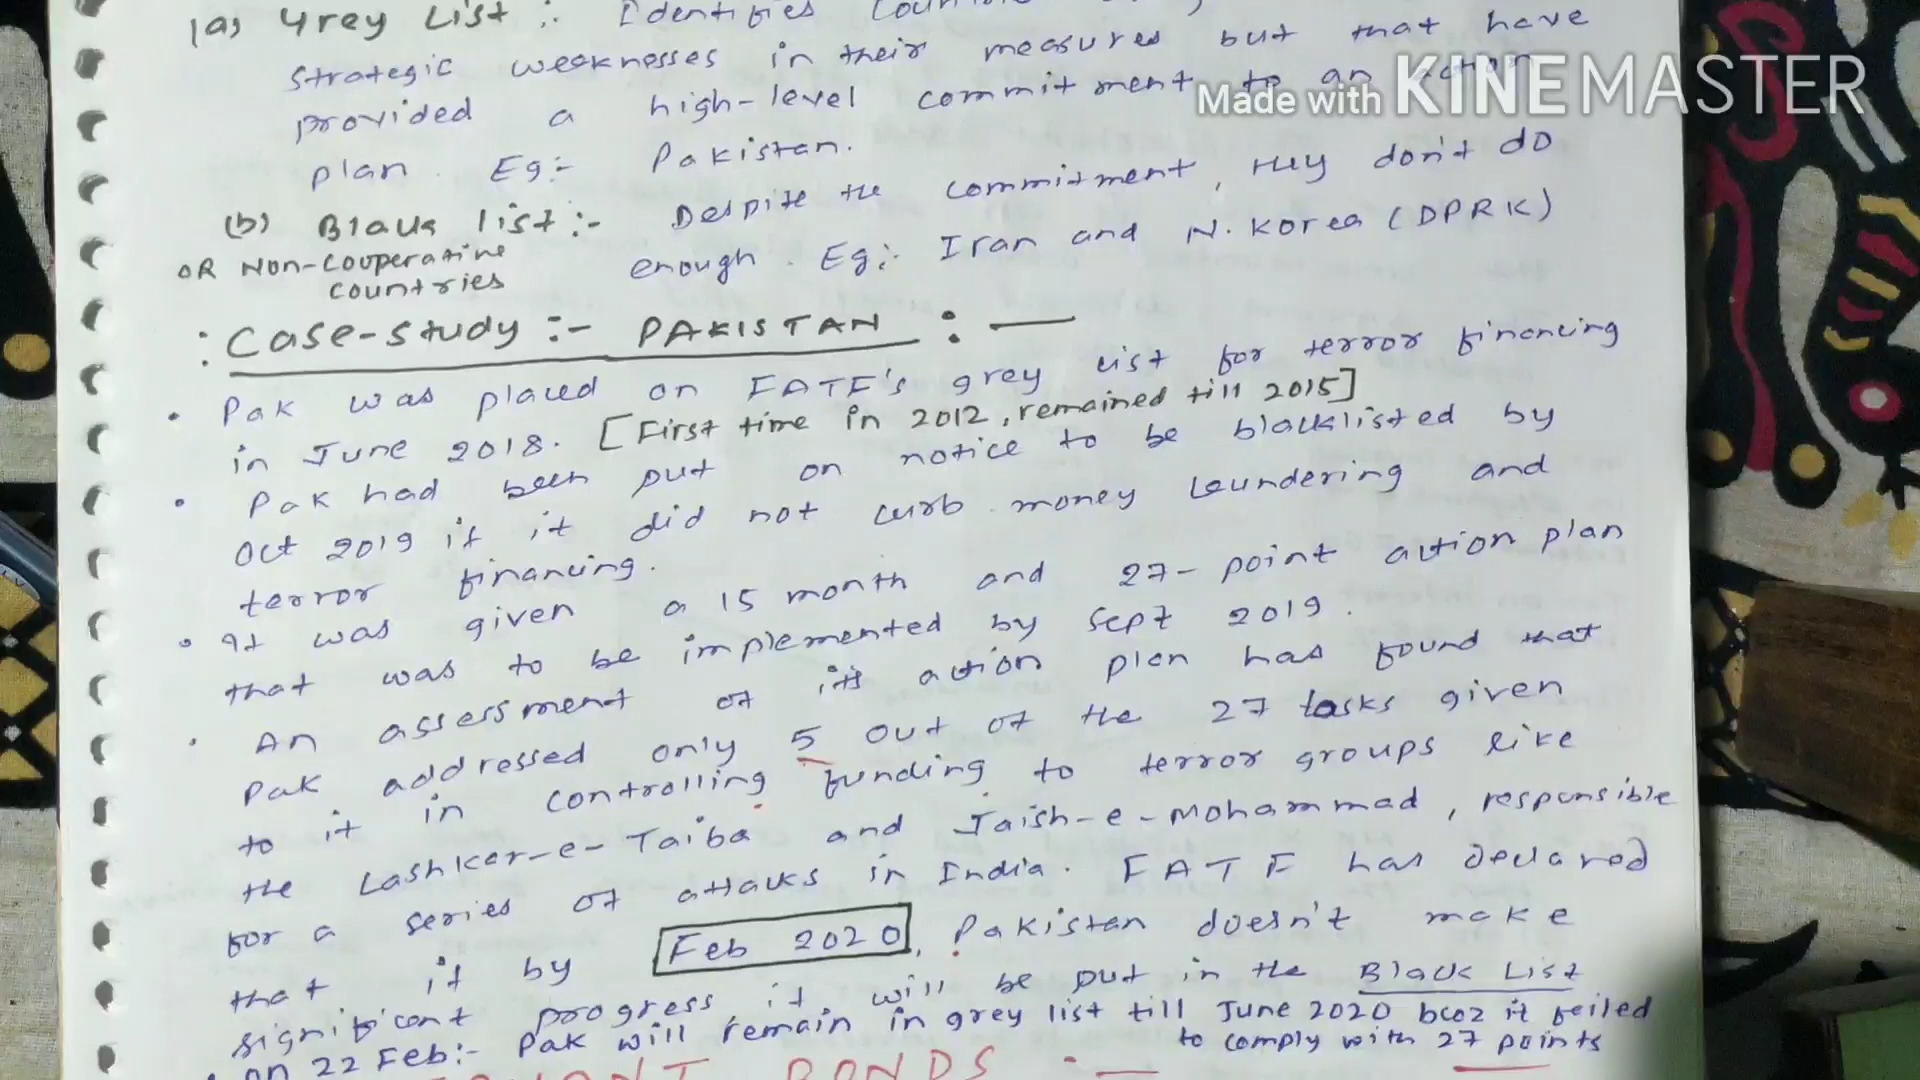 (a) Grey List :. Identifies
strategic weaknesses in their measures but that have
provided a high-level commitment to an action
plan. Eg:- Pakistan.
(b) Black list :- Despite the commitment, they don't do
OR Non-Cooperative countries
enough. Eg:- Iran and N. Korea (DPRK)
: Case-study :- PAKISTAN : —
• Pak was placed on FATF's grey list for terror financing
in June 2018. [First time in 2012, remained till 2015]
• Pak had been put on notice to be blacklisted by
Oct 2019 if it did not curb money laundering and
terror financing.
• It was given a 15 month and 27-point action plan
that was to be implemented by Sept 2019.
• An assessment of its action plan has found that
Pak addressed only 5 out of the 27 tasks given
to it in controlling funding to terror groups like
the Lashkar-e-Taiba and Jaish-e-Mohammad, responsible
for a series of attacks in India. FATF has declared
that if by Feb 2020, Pakistan doesn't make
significant progress it will be put in the Black List
• On 22 Feb:- Pak will remain in grey list till June 2020 bcoz it failed
to comply with 27 points
BONDS : —
Made with KINEMASTER